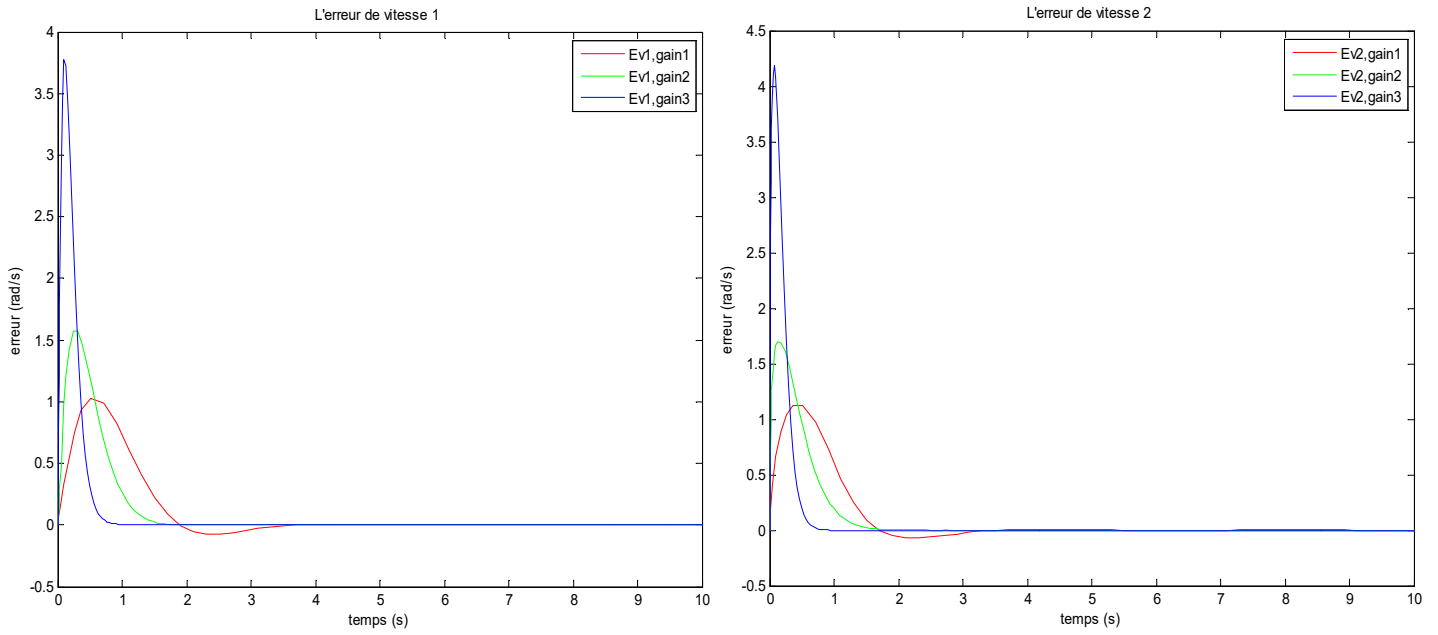 L'erreur de vitesse 1
4
3.5
3
2.5
2
1.5
1
0.5
0
-0.5
erreur (rad/s)
Ev1,gain1
Ev1,gain2
Ev1,gain3
0 1 2 3 4 5 6 7 8 9 10
temps (s)
L'erreur de vitesse 2
4.5
4
3.5
3
2.5
2
1.5
1
0.5
0
-0.5
erreur (rad/s)
Ev2,gain1
Ev2,gain2
Ev2,gain3
0 1 2 3 4 5 6 7 8 9 10
temps (s)